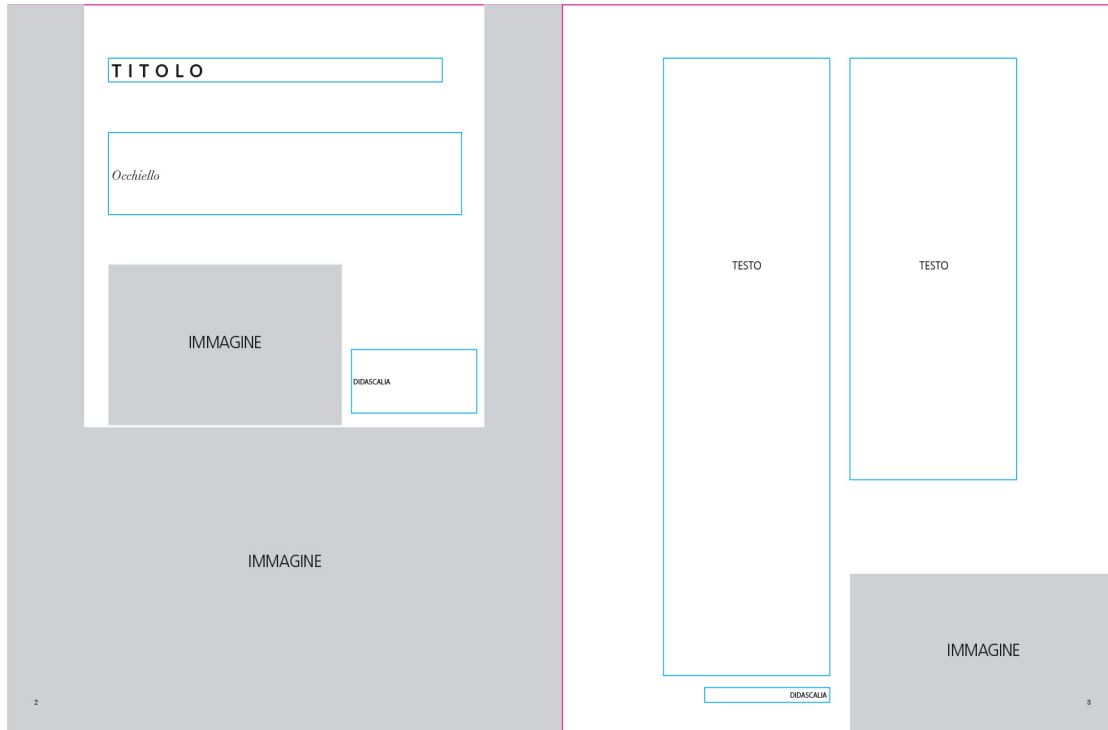 TITOLO
Occhiello
IMMAGINE
DIDASCALIA
IMMAGINE
2
TESTO
TESTO
DIDASCALIA
IMMAGINE
3